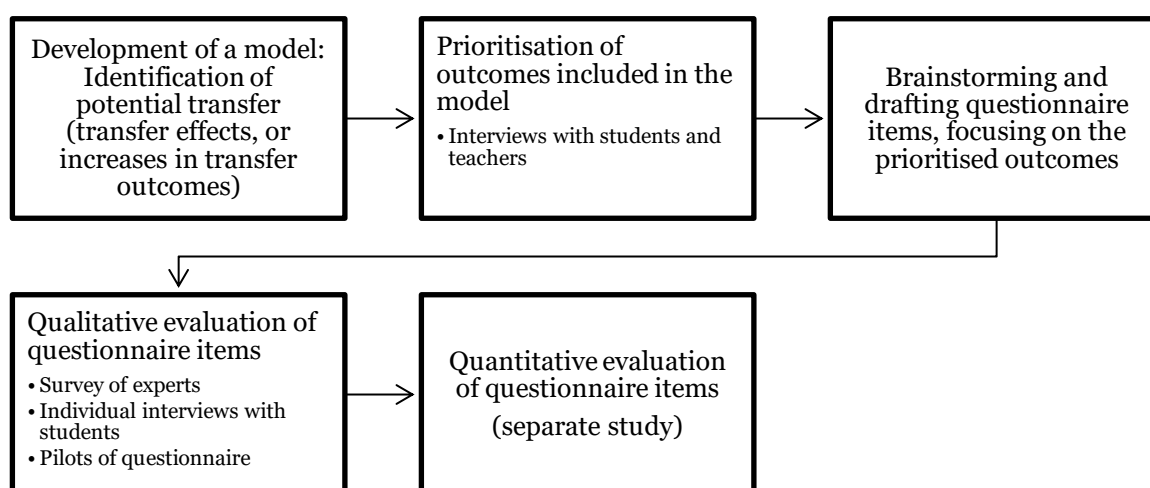 Development of a model:
Identification of
potential transfer
(transfer effects, or
increases in transfer
outcomes)
Prioritisation of
outcomes included in the
model
• Interviews with students and
teachers
Brainstorming and
drafting questionnaire
items, focusing on the
prioritised outcomes
Qualitative evaluation of
questionnaire items
• Survey of experts
• Individual interviews with
students
• Pilots of questionnaire
Quantitative evaluation
of questionnaire items
(separate study)